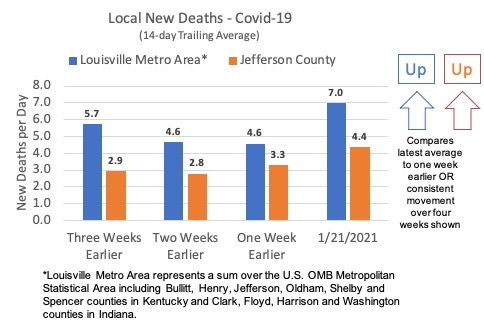 Local New Deaths - Covid-19
(14-day Trailing Average)
Louisville Metro Area* Jefferson County
Up Up
8.0
7.0
6.0
5.0
4.0
3.0
2.0
1.0
0.0
New Deaths per Day
5.7 2.9 4.6 2.8 4.6 3.3 7.0 4.4
Three Weeks Earlier
Two Weeks Earlier
One Week Earlier
1/21/2021
Compares
latest average
to one week
earlier OR
consistent
movement
over four
weeks shown
*Louisville Metro Area represents a sum over the U.S. OMB Metropolitan
Statistical Area including Bullitt, Henry, Jefferson, Oldham, Shelby and
Spencer counties in Kentucky and Clark, Floyd, Harrison and Washington
counties in Indiana.